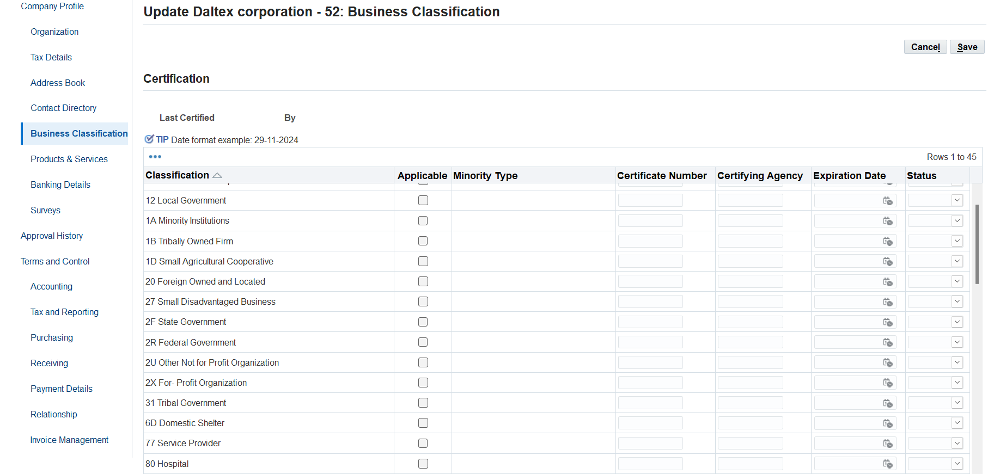 Company Profile
Organization
Tax Details
Address Book
Contact Directory
Business Classification
Products & Services
Banking Details
Surveys
Approval History
Terms and Control
Accounting
Tax and Reporting
Purchasing
Receiving
Payment Details
Relationship
Invoice Management
Update Daltex corporation - 52: Business Classification
Cancel Save
Certification
Last Certified By
TIP Date format example: 29-11-2024
Rows 1 to 45
Classification Applicable Minority Type Certificate Number Certifying Agency Expiration Date Status
12 Local Government
1A Minority Institutions
1B Tribally Owned Firm
1D Small Agricultural Cooperative
20 Foreign Owned and Located
27 Small Disadvantaged Business
2F State Government
2R Federal Government
2U Other Not for Profit Organization
2X For- Profit Organization
31 Tribal Government
6D Domestic Shelter
77 Service Provider
80 Hospital